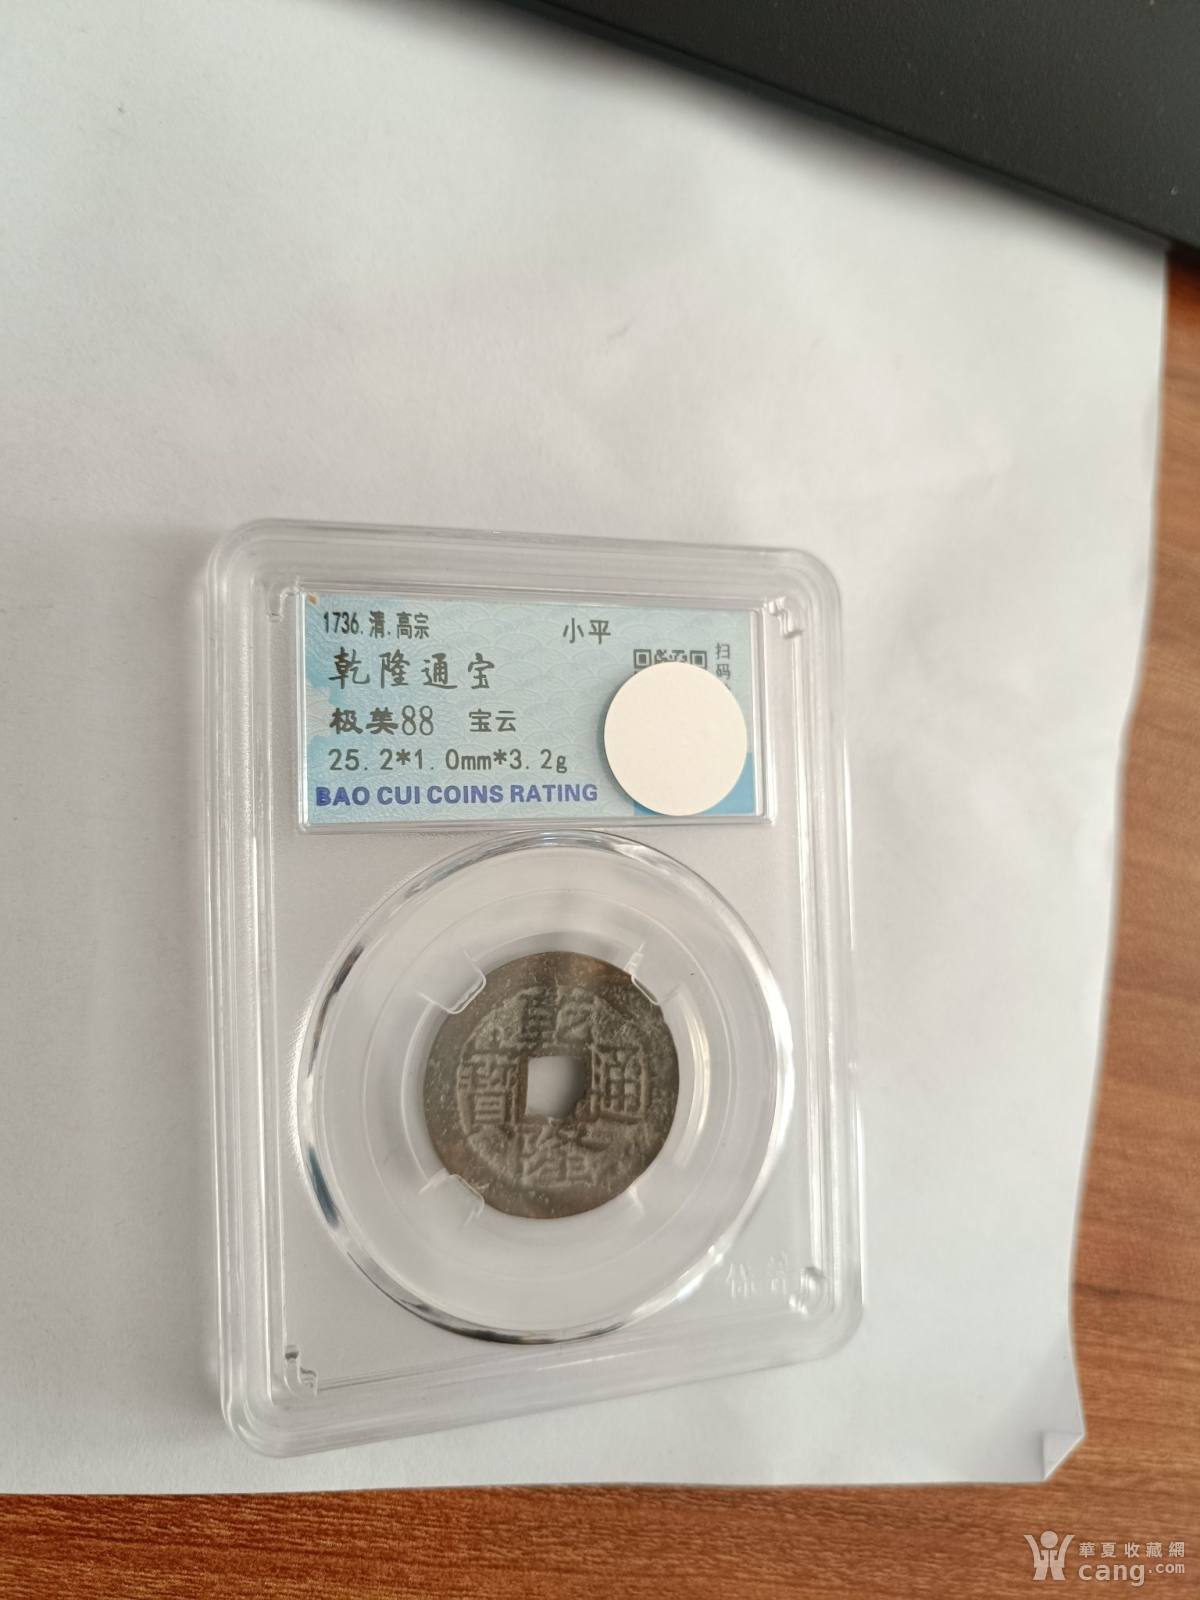 1736.清.高宗
小平
乾隆通宝
扫码
极美88 宝云
25.2*1.0mm*3.2g
BAO CUI COINS RATING
乾隆通寶
華夏收藏網
cang.com